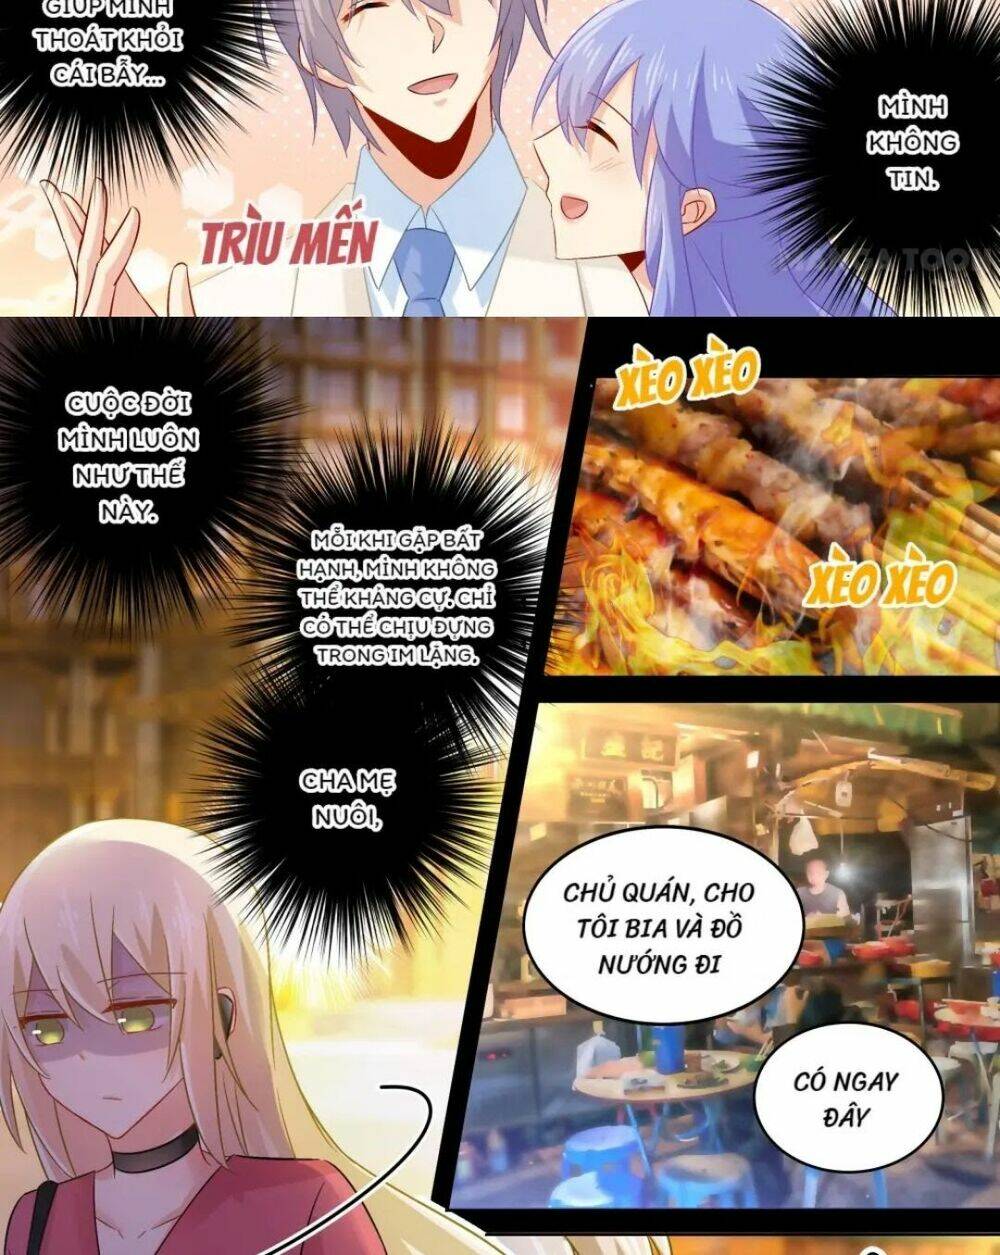 GIÚP MÌNH
THOÁT KHỎI
CÁI BẪY...
MÌNH
KHÔNG
TIN.
TRÌU MẾN
CUỘC ĐỜI
MÌNH LUÔN
NHƯ THẾ
NÀY.
MỖI KHI GẶP BẤT
HẠNH, MÌNH KHÔNG
THỂ KHÁNG CỰ. CHỈ
CÓ THỂ CHỊU ĐỰNG
TRONG IM LẶNG.
CHA MẸ
NUÔI,
XÈO XÈO
XÈO XÈO
CHỦ QUÁN, CHO
TÔI BIA VÀ ĐỒ
NƯỚNG ĐI
CÓ NGAY
ĐÂY